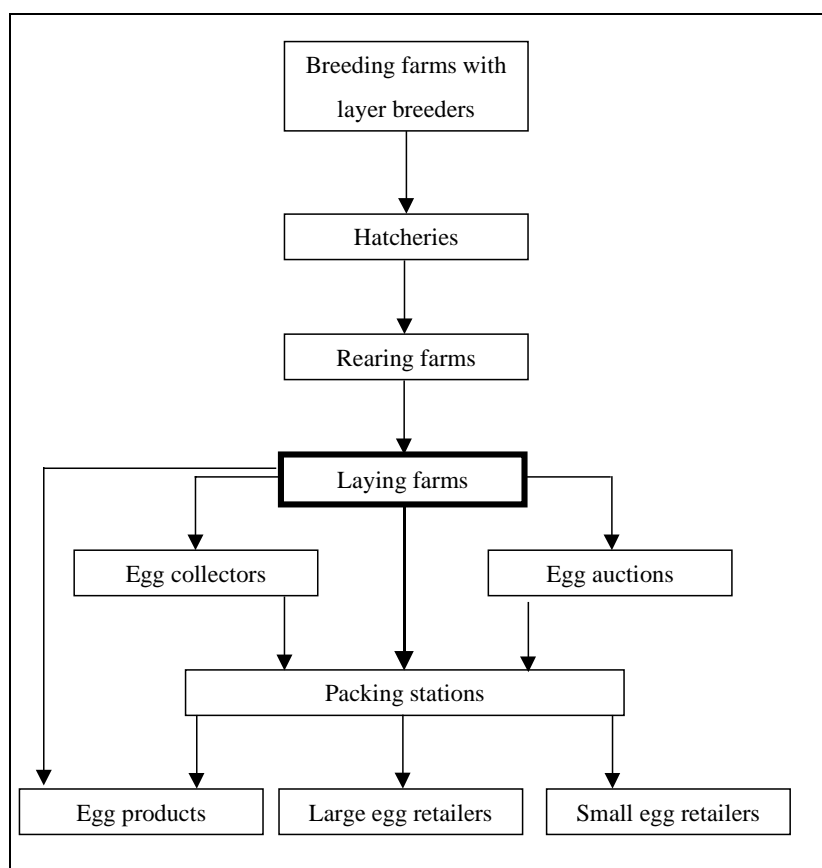 Breeding farms with
layer breeders
Hatcheries
Rearing farms
Laying farms
Egg collectors
Egg auctions
Packing stations
Egg products
Large egg retailers
Small egg retailers